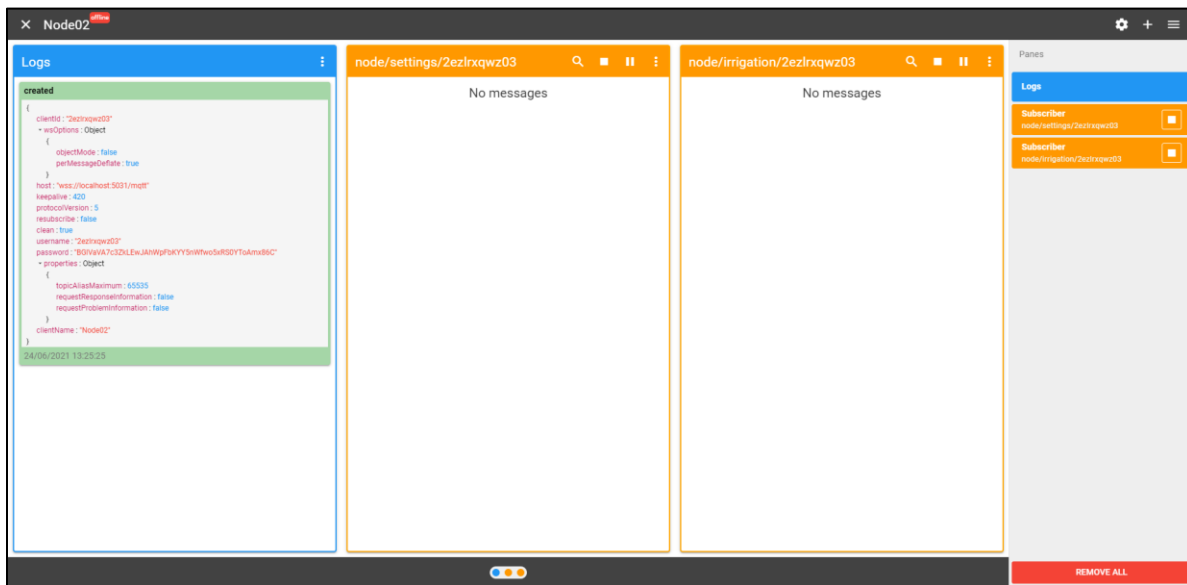 Node02 offline
Logs
created
{
clientId : "2ezlrxqwz03"
- wsOptions : Object
{
objectMode : false
perMessageDeflate : true
}
host : "wss://localhost:5031/mqtt"
keepalive : 420
protocolVersion : 5
resubscribe : false
clean : true
username : "2ezlrxqwz03"
- properties : Object
{
topicAliasMaximum : 65535
requestResponseInformation : false
requestProblemInformation : false
}
clientName : "Node02"
}
24/06/2021 13:25:25
node/settings/2ezlrxqwz03
No messages
node/irrigation/2ezlrxqwz03
No messages
Panes
Logs
Subscriber
node/settings/2ezlrxqwz03
Subscriber
node/irrigation/2ezlrxqwz03
REMOVE ALL